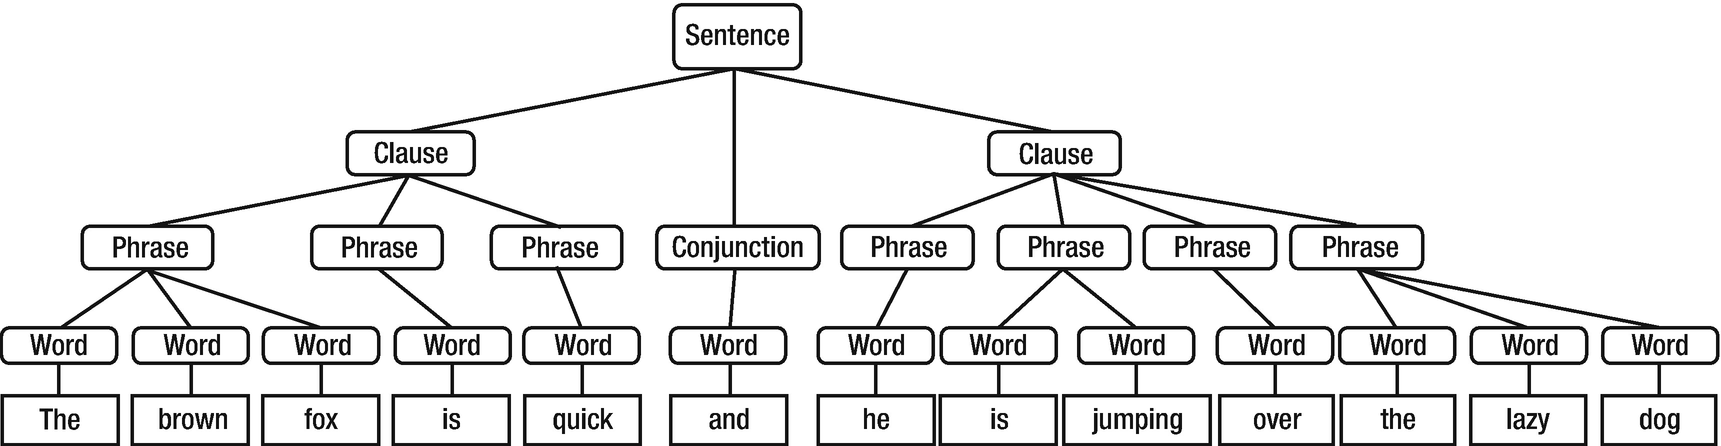 Sentence
Clause Clause
Phrase Phrase Phrase Conjunction Phrase Phrase Phrase Phrase
Word Word Word Word Word Word Word Word Word Word Word Word Word
The brown fox is quick and he is jumping over the lazy dog